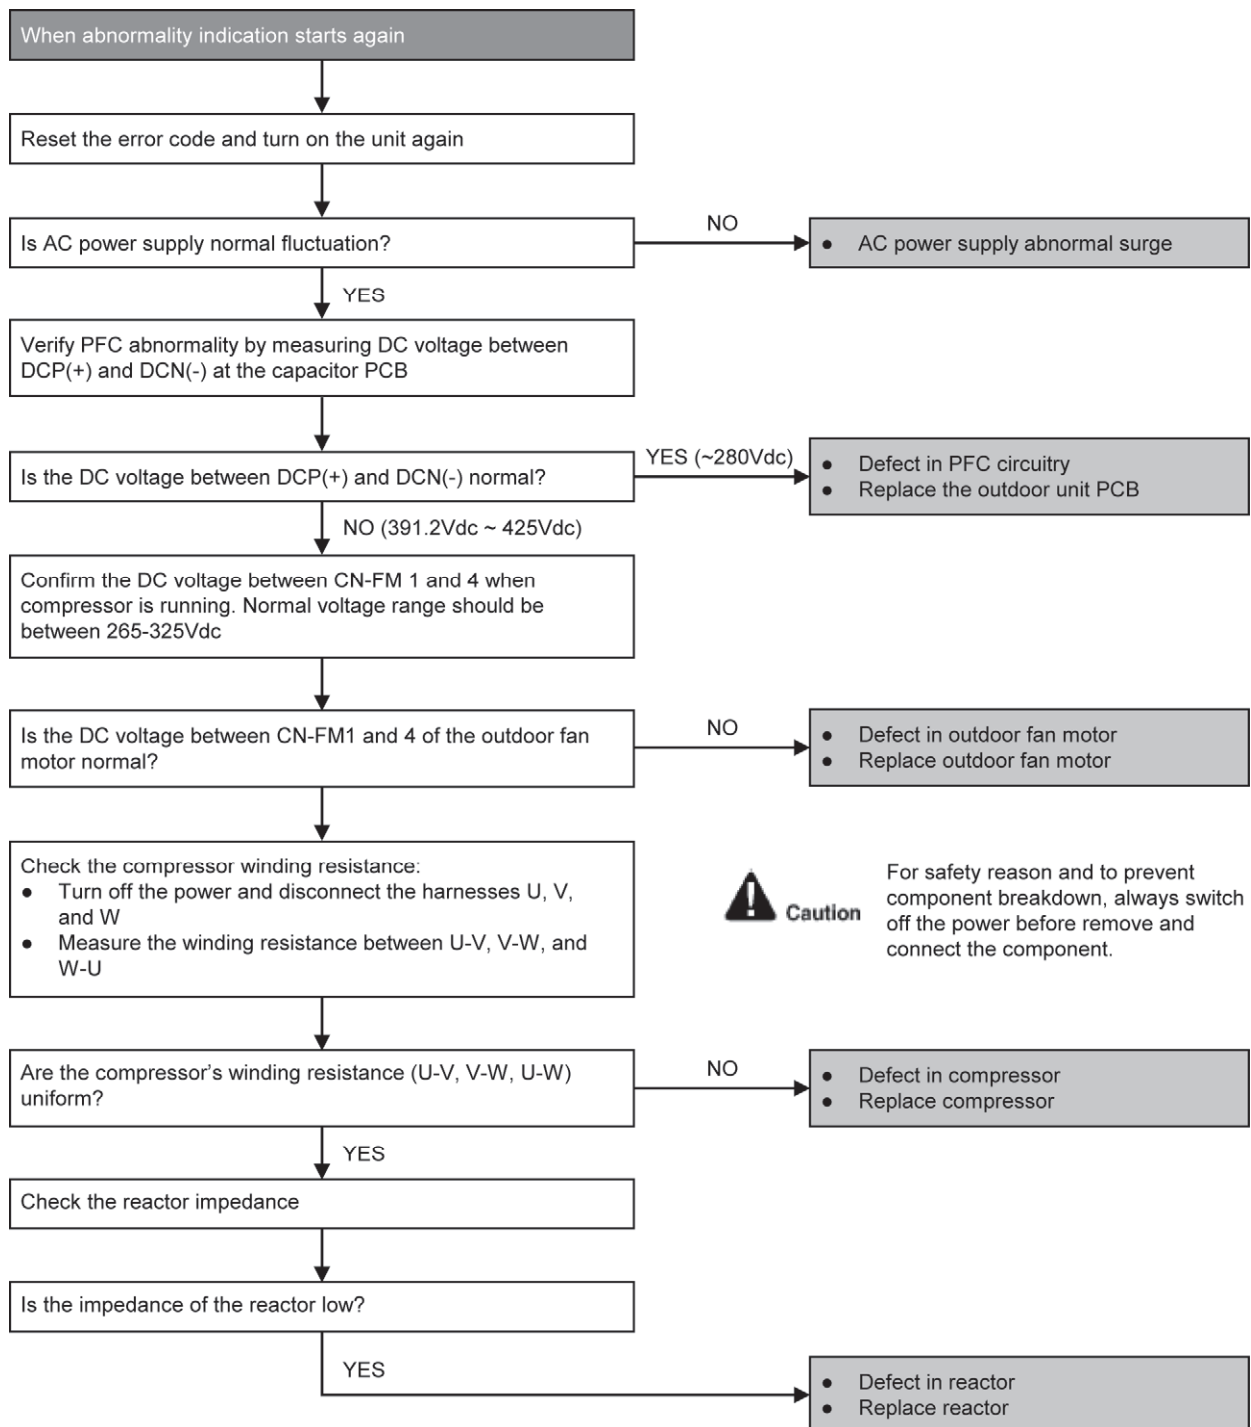 When abnormality indication starts again
Reset the error code and turn on the unit again
Is AC power supply normal fluctuation?
NO
● AC power supply abnormal surge
YES
Verify PFC abnormality by measuring DC voltage between
DCP(+) and DCN(-) at the capacitor PCB
Is the DC voltage between DCP(+) and DCN(-) normal?
YES (~280Vdc)
● Defect in PFC circuitry
● Replace the outdoor unit PCB
NO (391.2Vdc ~ 425Vdc)
Confirm the DC voltage between CN-FM 1 and 4 when
compressor is running. Normal voltage range should be
between 265-325Vdc
Is the DC voltage between CN-FM1 and 4 of the outdoor fan
motor normal?
NO
● Defect in outdoor fan motor
● Replace outdoor fan motor
Check the compressor winding resistance:
● Turn off the power and disconnect the harnesses U, V,
and W
● Measure the winding resistance between U-V, V-W, and
W-U
Caution
For safety reason and to prevent
component breakdown, always switch
off the power before remove and
connect the component.
Are the compressor's winding resistance (U-V, V-W, U-W)
uniform?
NO
● Defect in compressor
● Replace compressor
YES
Check the reactor impedance
Is the impedance of the reactor low?
YES
● Defect in reactor
● Replace reactor